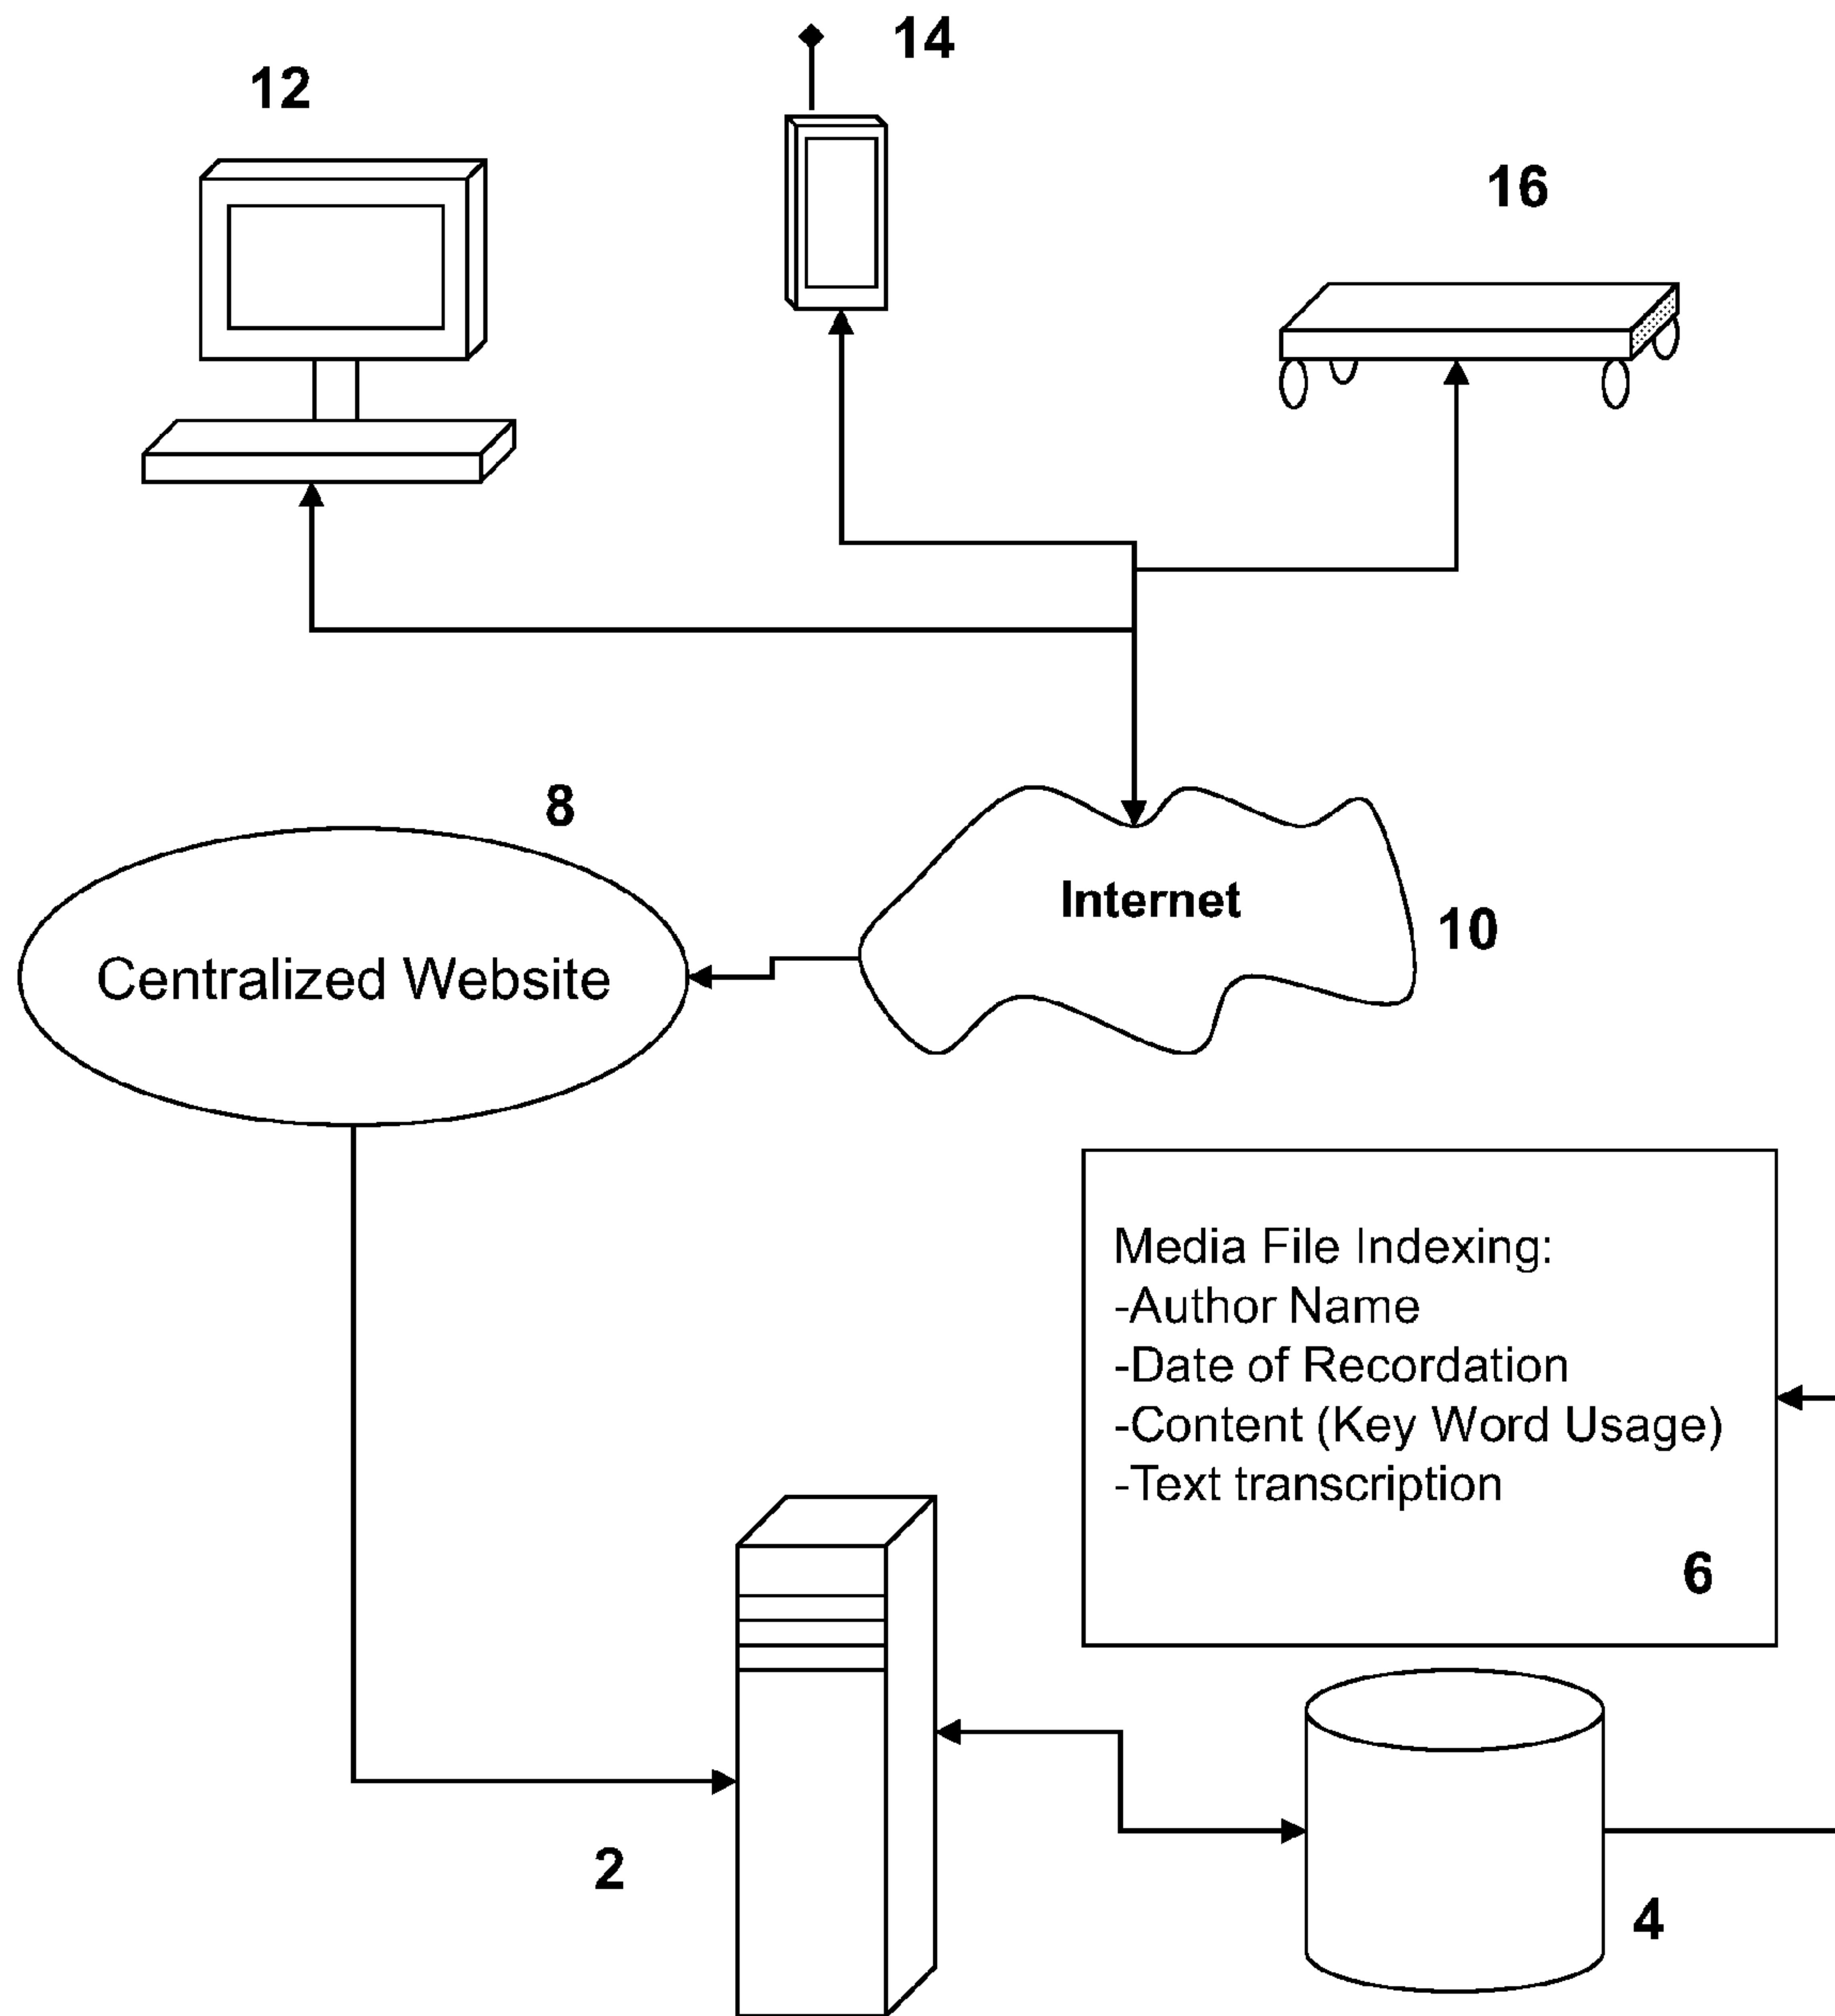 14
12
16
8
Internet
10
Centralized Website
Media File Indexing:
-Author Name
-Date of Recordation
-Content (Key Word Usage)
-Text transcription
6
2
4